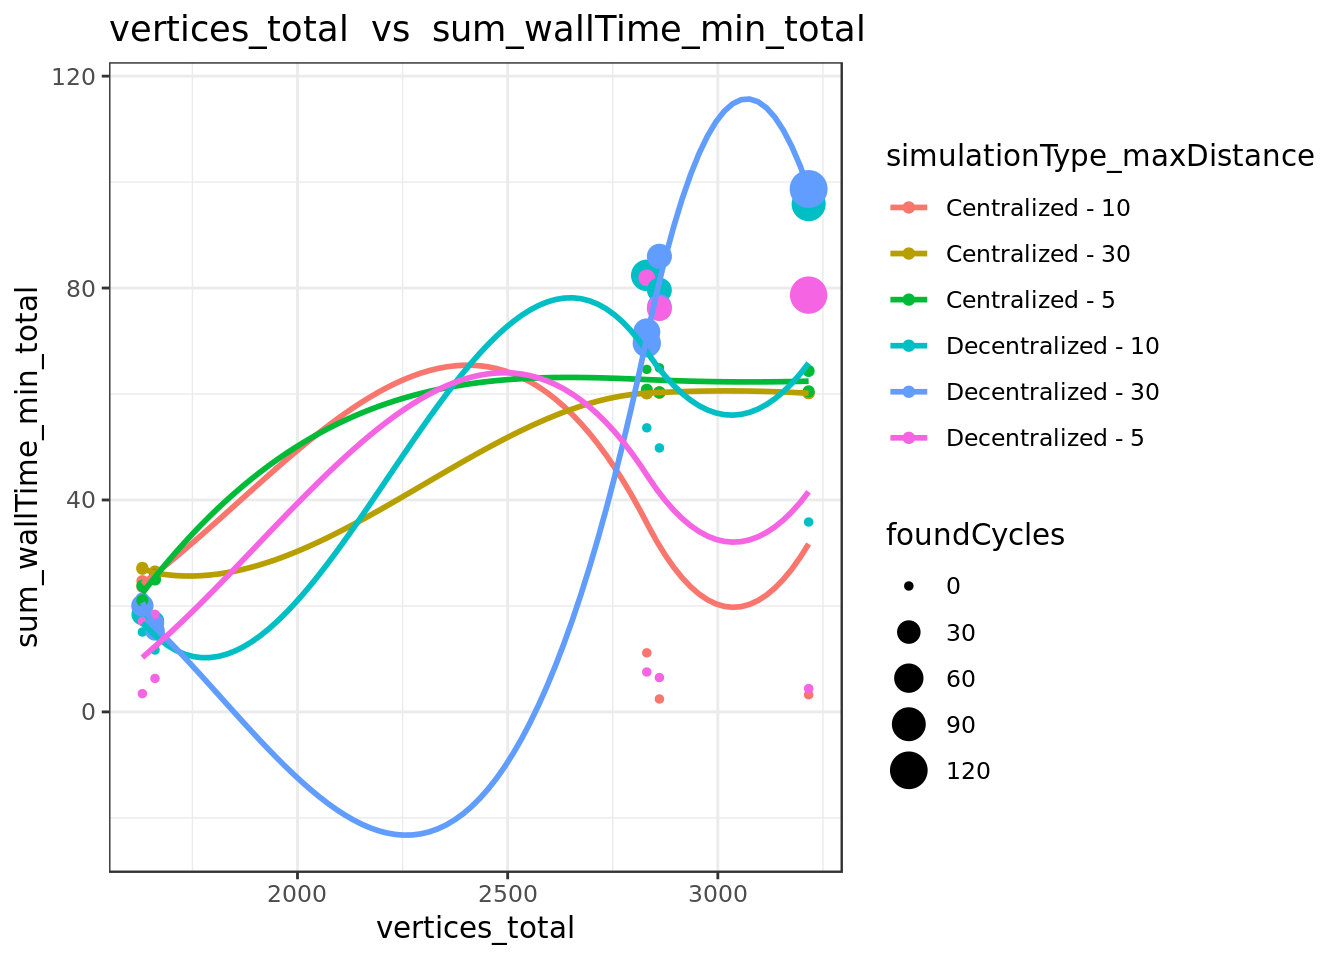 vertices_total vs sum_wallTime_min_total
120
80
40
0
sum_wallTime_min_total
2000
2500
3000
vertices_total
simulationType_maxDistance
Centralized - 10
Centralized - 30
Centralized - 5
Decentralized - 10
Decentralized - 30
Decentralized - 5
foundCycles
0
30
60
90
120